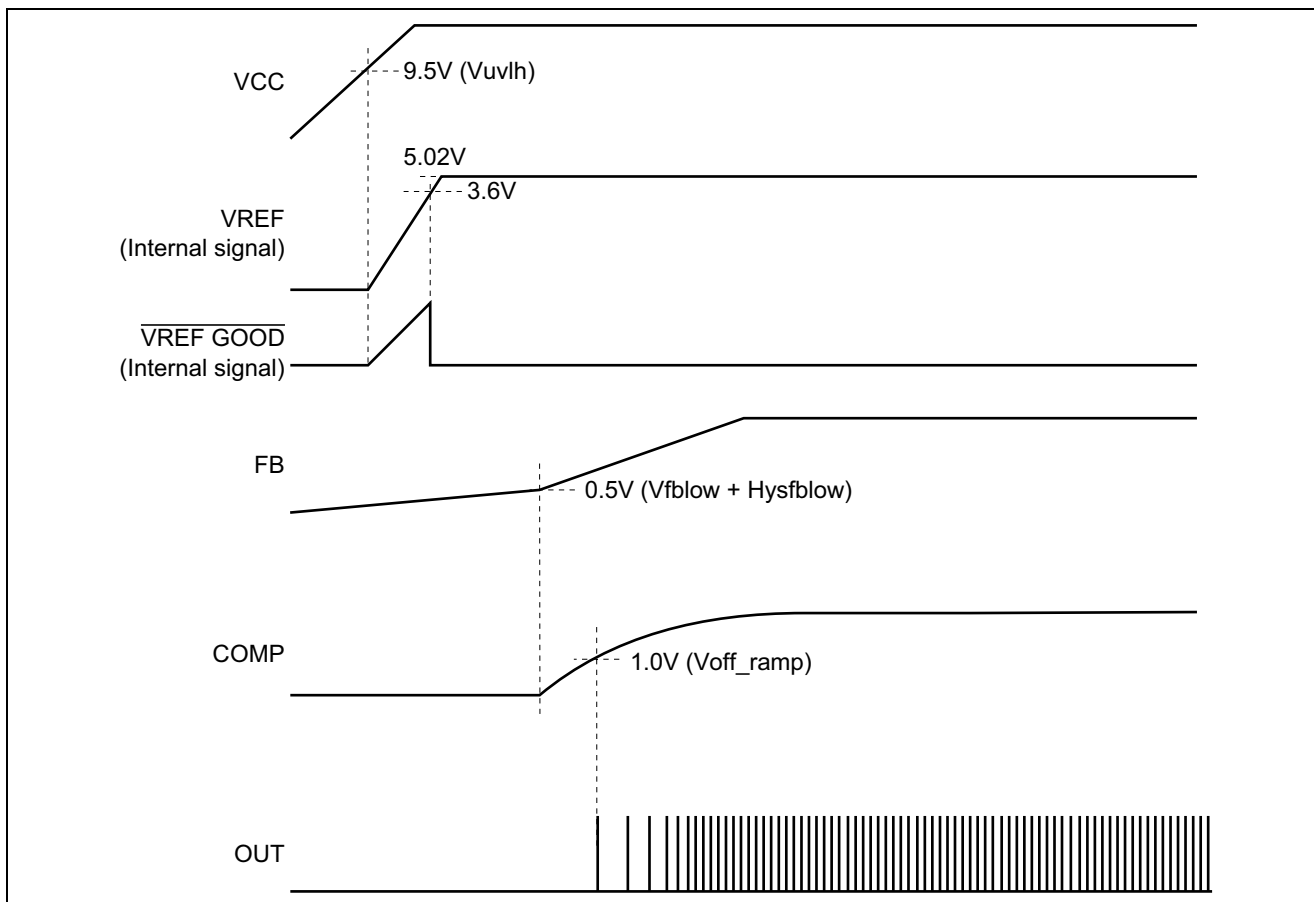 VCC
9.5V (Vuvlh)
5.02V
3.6V
VREF
(Internal signal)
VREF GOOD
(Internal signal)
FB
0.5V (Vfblow + Hysfblow)
COMP
1.0V (Voff_ramp)
OUT